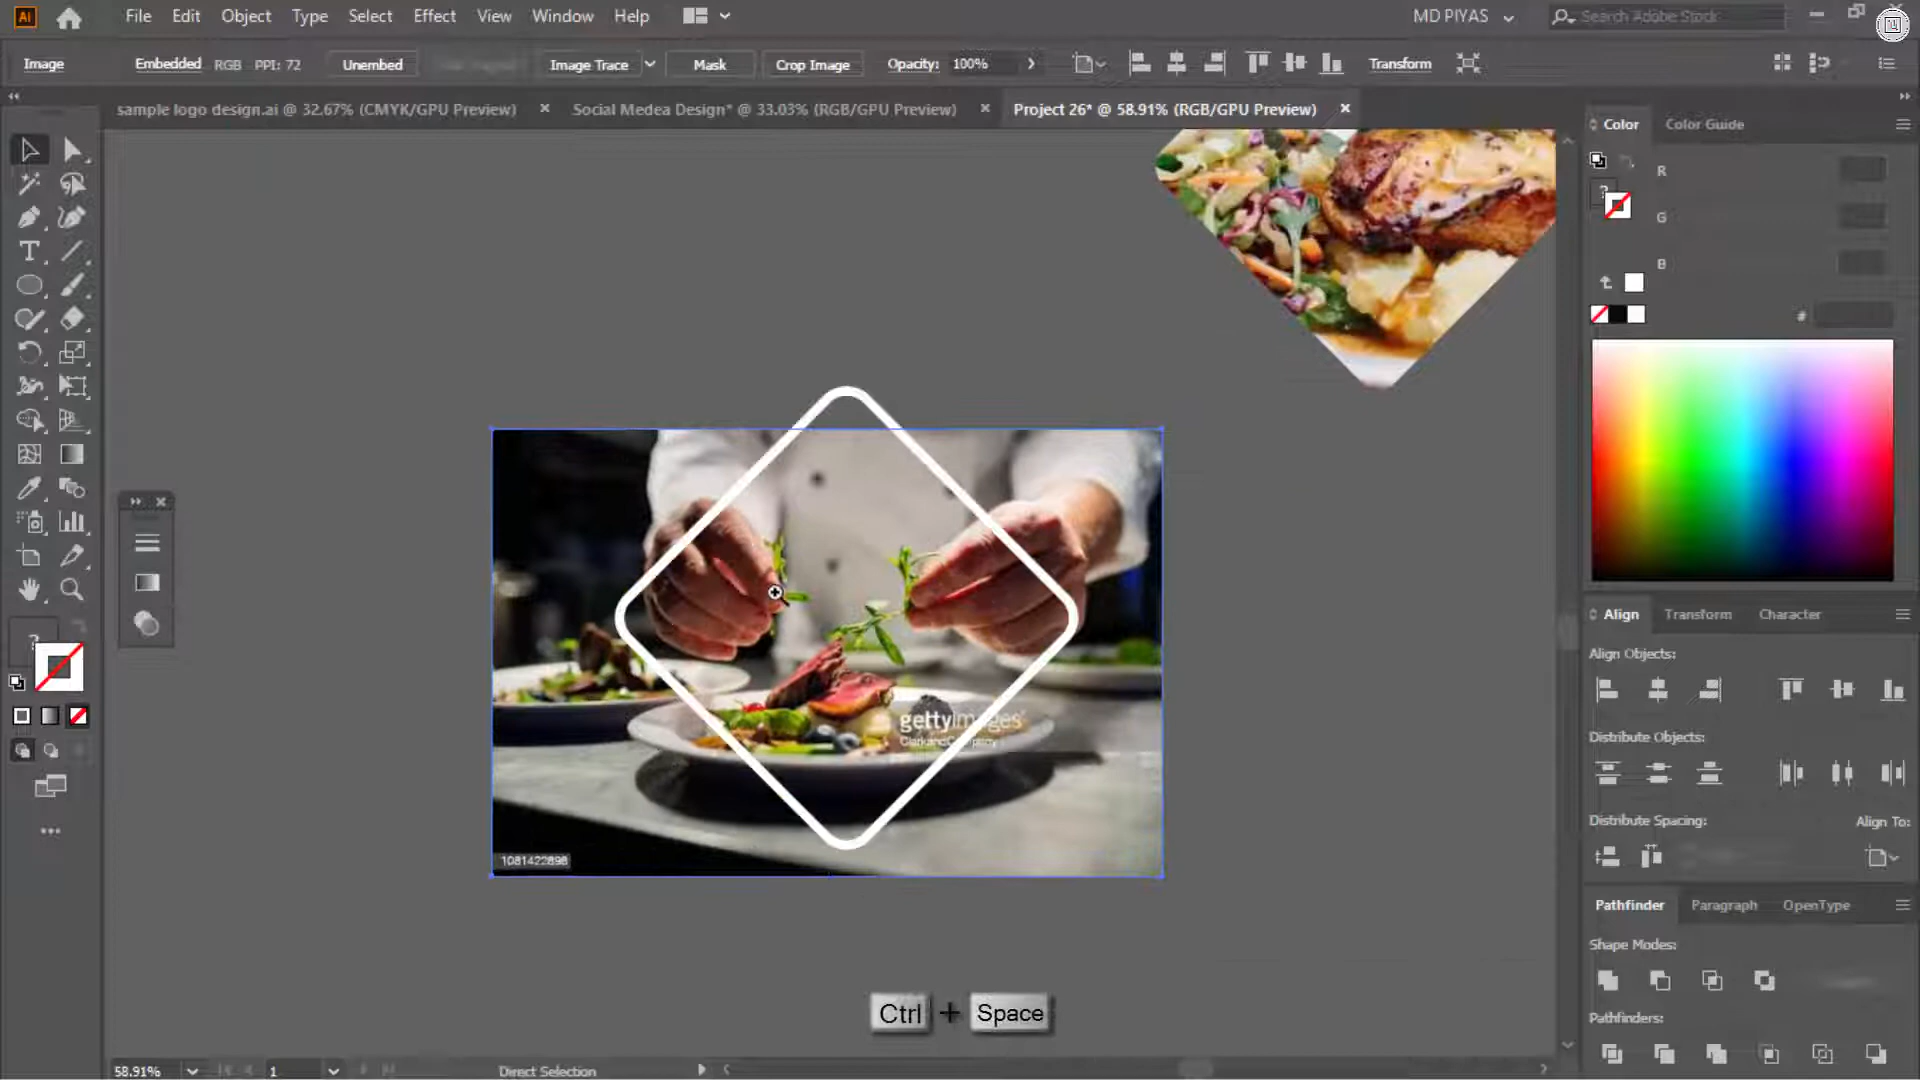 Ai File Edit Object Type Select Effect View Window Help MD PIYAS Search Adobe Stock
Image Embedded RGB PPI: 72 Unembed Image Trace Mask Crop Image Opacity: 100% Transform
sample logo design.ai @ 32.67% (CMYK/GPU Preview) Social Medea Design* @ 33.03% (RGB/GPU Preview) Project 26* @ 58.91% (RGB/GPU Preview)
Color Color Guide
R
G
B
#
Align Transform Character
Align Objects:
Distribute Objects:
Distribute Spacing: Align To:
Pathfinder Paragraph OpenType
Shape Modes:
Pathfinders:
gettyimages
ClarkandCompany
1081422898
Ctrl + Space
58.91% 1 Direct Selection